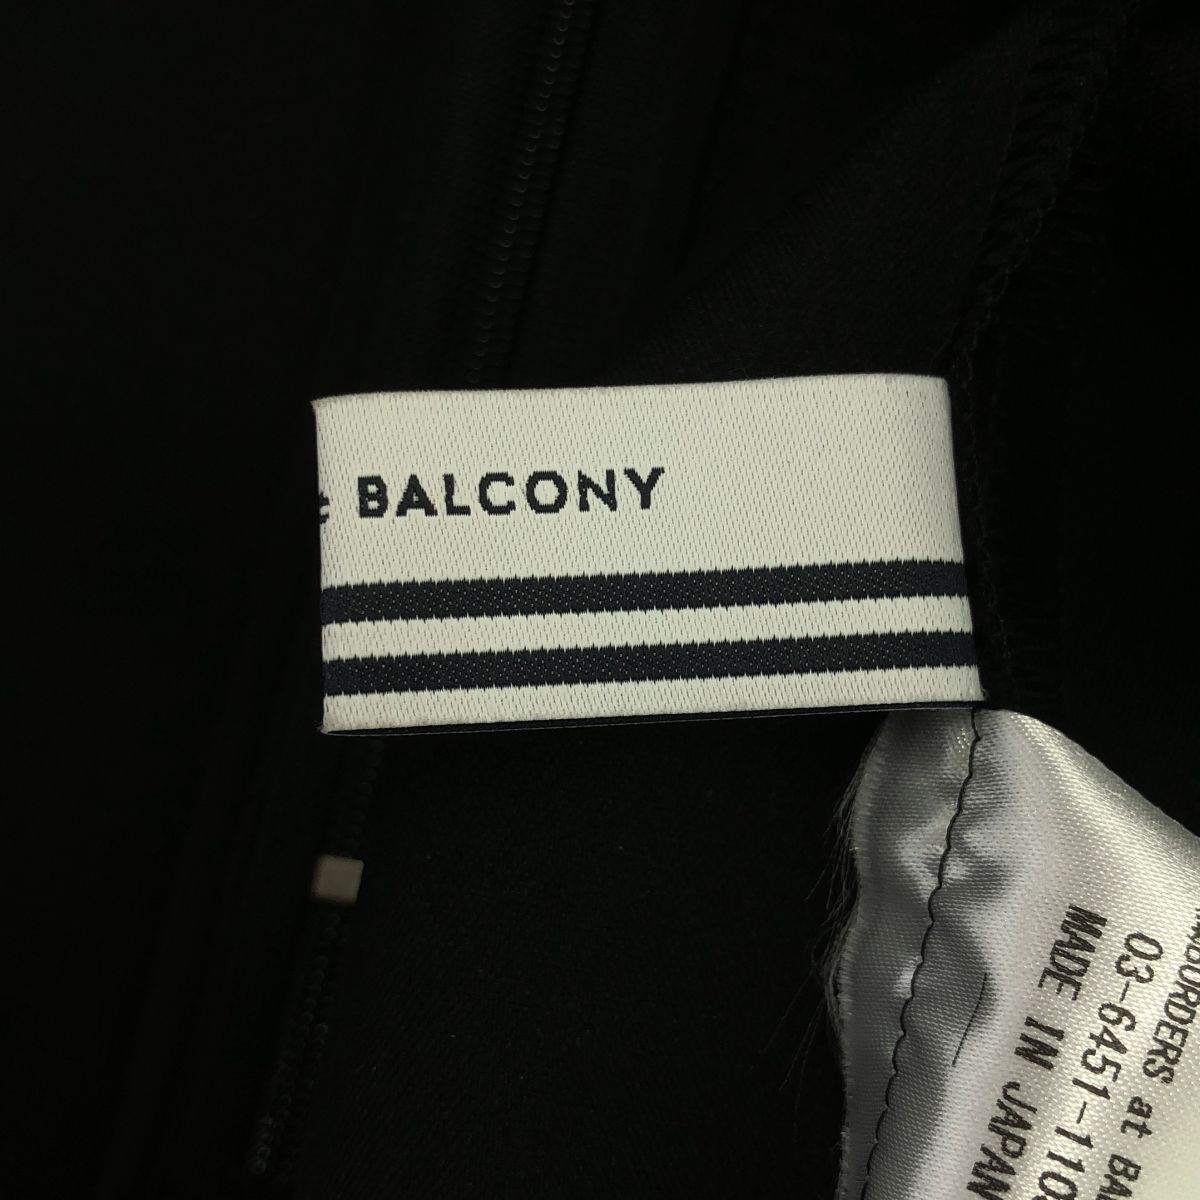 BALCONY
BORDERS at BA
03-6451-110
MADE IN JAPAN